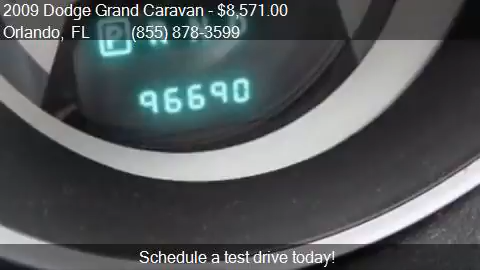 2009 Dodge Grand Caravan - $8,571.00
Orlando, FL (855) 878-3599
P R N D
96690
Schedule a test drive today!